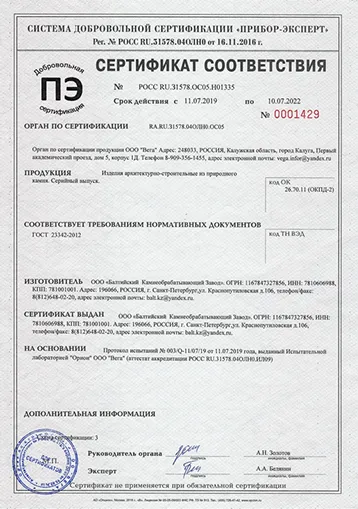 СИСТЕМА ДОБРОВОЛЬНОЙ СЕРТИФИКАЦИИ «ПРИБОР-ЭКСПЕРТ»
Рег. № РОСС RU.31578.04ОЛН0 от 16.11.2016 г.
Добровольная
ПЭ
сертификация
СЕРТИФИКАТ СООТВЕТСТВИЯ
№ РОСС RU.31578.ОС05.Н01335
Срок действия с 11.07.2019 по 10.07.2022
№ 0001429
ОРГАН ПО СЕРТИФИКАЦИИ RA.RU.31578.04ОЛН0.ОС05
Орган по сертификации продукции ООО "Вега" Адрес: 248033, РОССИЯ, Калужская область, город Калуга, Первый
академический проезд, дом 5, корпус 1Д. Телефон 8-909-356-1455, адрес электронной почты: vega.infor@yandex.ru
ПРОДУКЦИЯ Изделия архитектурно-строительные из природного
камня. Серийный выпуск.
код ОК
26.70.11 (ОКПД-2)
СООТВЕТСТВУЕТ ТРЕБОВАНИЯМ НОРМАТИВНЫХ ДОКУМЕНТОВ
ГОСТ 23342-2012
код ТН ВЭД
ИЗГОТОВИТЕЛЬ ООО «Балтийский Камнеобрабатывающий Завод». ОГРН: 1167847327856, ИНН: 7810606988,
КПП: 781001001. Адрес: 196066, РОССИЯ, г. Санкт-Петербург,ул. Краснопутиловская д.106, телефон/факс:
8(812)648-02-20, адрес электронной почты: balt.kz@yandex.ru.
СЕРТИФИКАТ ВЫДАН ООО «Балтийский Камнеобрабатывающий Завод». ОГРН: 1167847327856, ИНН:
7810606988, КПП: 781001001. Адрес: 196066, РОССИЯ, г. Санкт-Петербург,ул. Краснопутиловская д.106,
телефон/факс: 8(812)648-02-20, адрес электронной почты: balt.kz@yandex.ru.
НА ОСНОВАНИИ Протокол испытаний № 003/Q-11/07/19 от 11.07.2019 года, выданный Испытательной
лабораторией "Орион" ООО "Вега" (аттестат аккредитации РОСС RU.31578.04ОЛН0.ИЛ09)
ДОПОЛНИТЕЛЬНАЯ ИНФОРМАЦИЯ
сертификации: 3
М.П.
СЕРТИФИКАТОВ
Руководитель органа А.Н. Золотов
подпись инициалы, фамилия
Эксперт А.А. Белянин
подпись инициалы, фамилия
Сертификат не применяется при обязательной сертификации